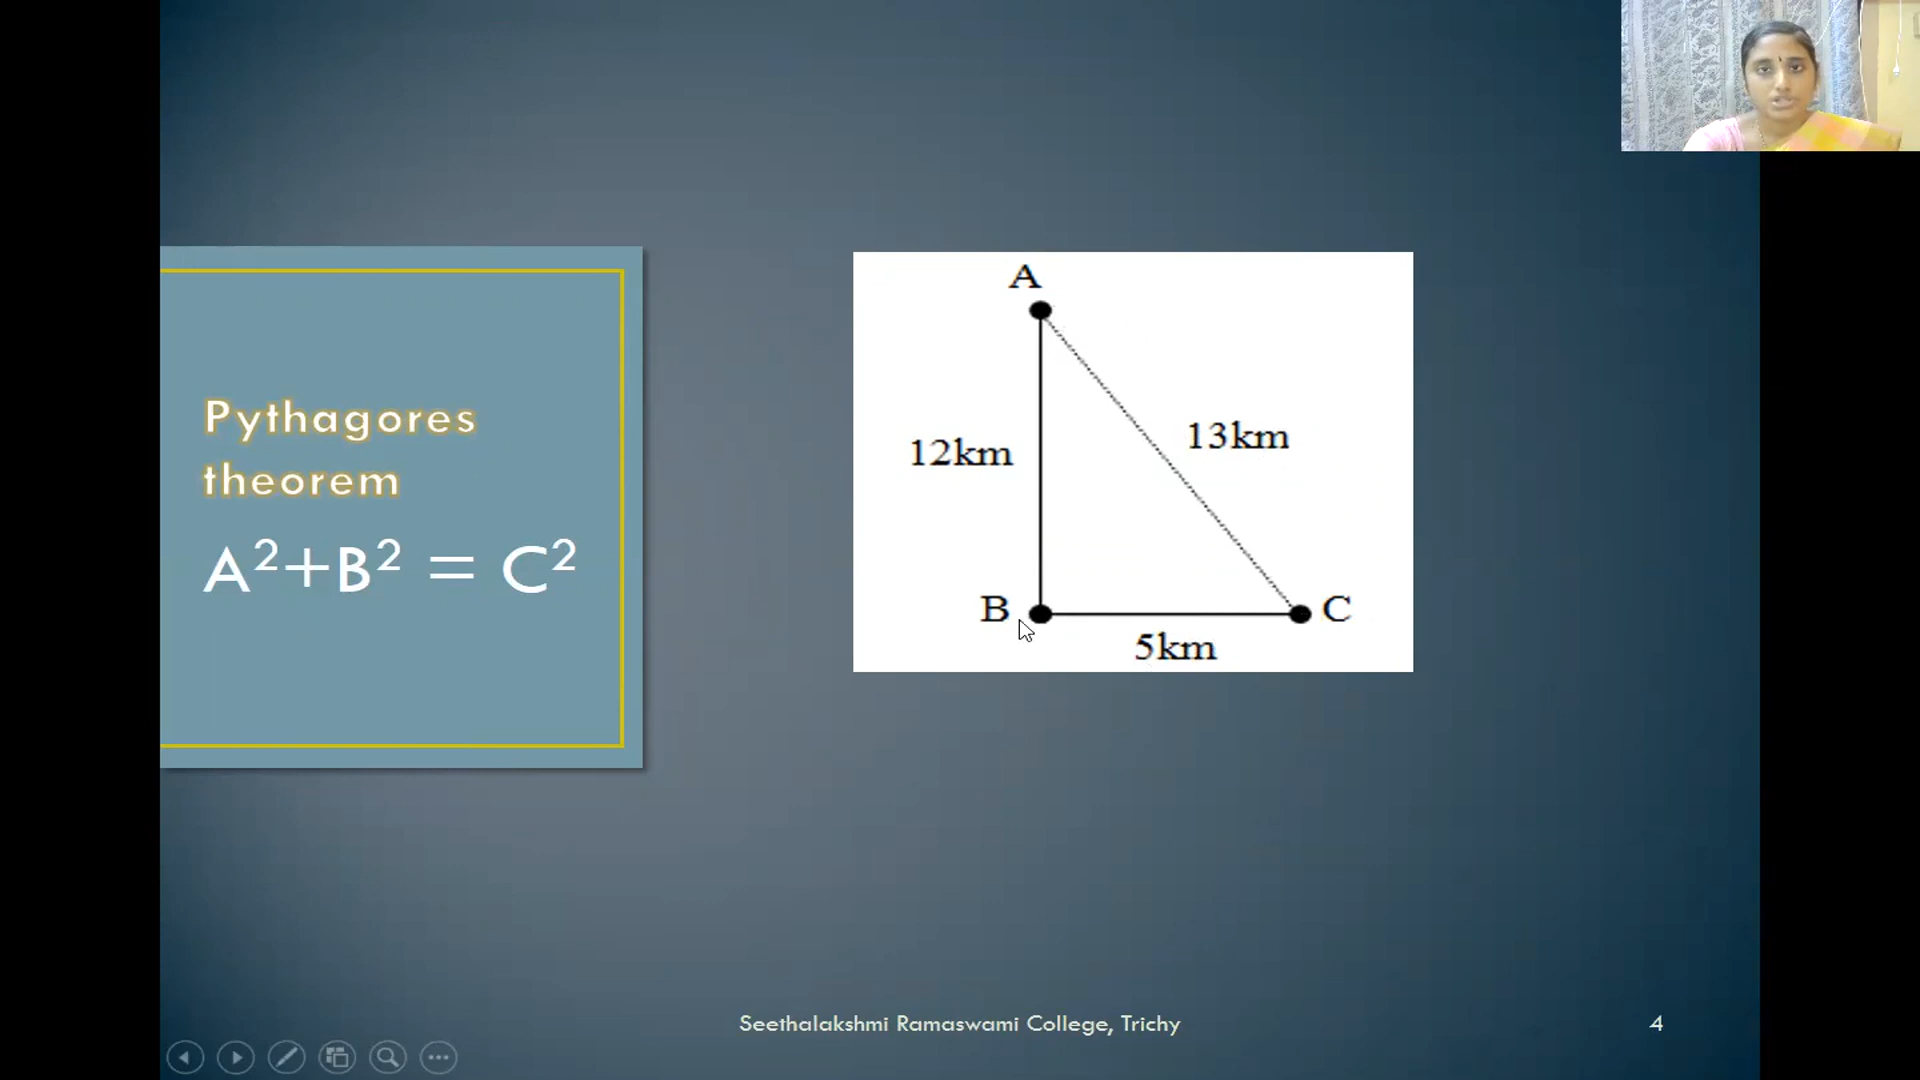 Pythagores
theorem
A²+B² = C²
A
12km
13km
B
C
5km
Seethalakshmi Ramaswami College, Trichy
4